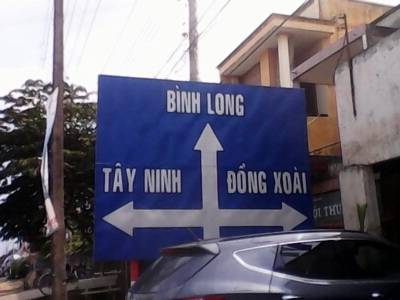 BÌNH LONG
TÂY NINH
ĐỒNG XOÀI